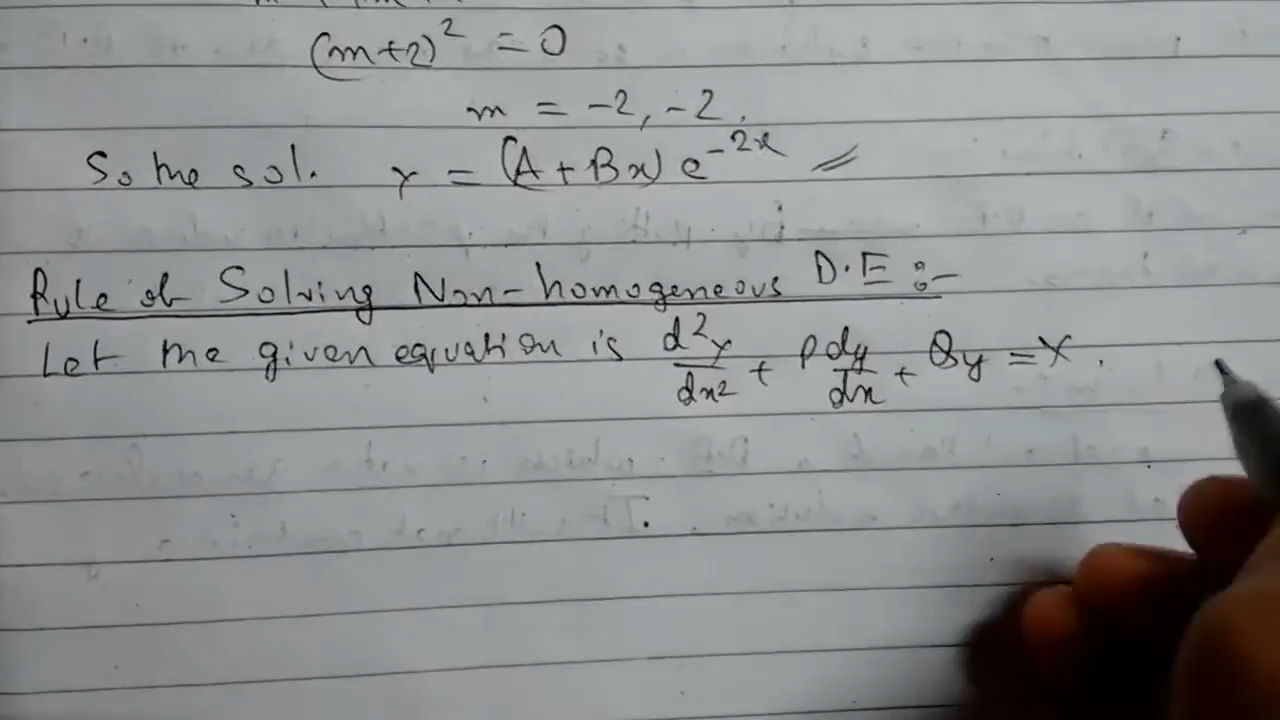 (m+2)² = 0
m = -2, -2.
So the sol. y = (A + Bx) e^-2x
Rule of Solving Non-homogeneous D.E :-
Let the given equation is d²y/dx² + P dy/dx + Qy = X.